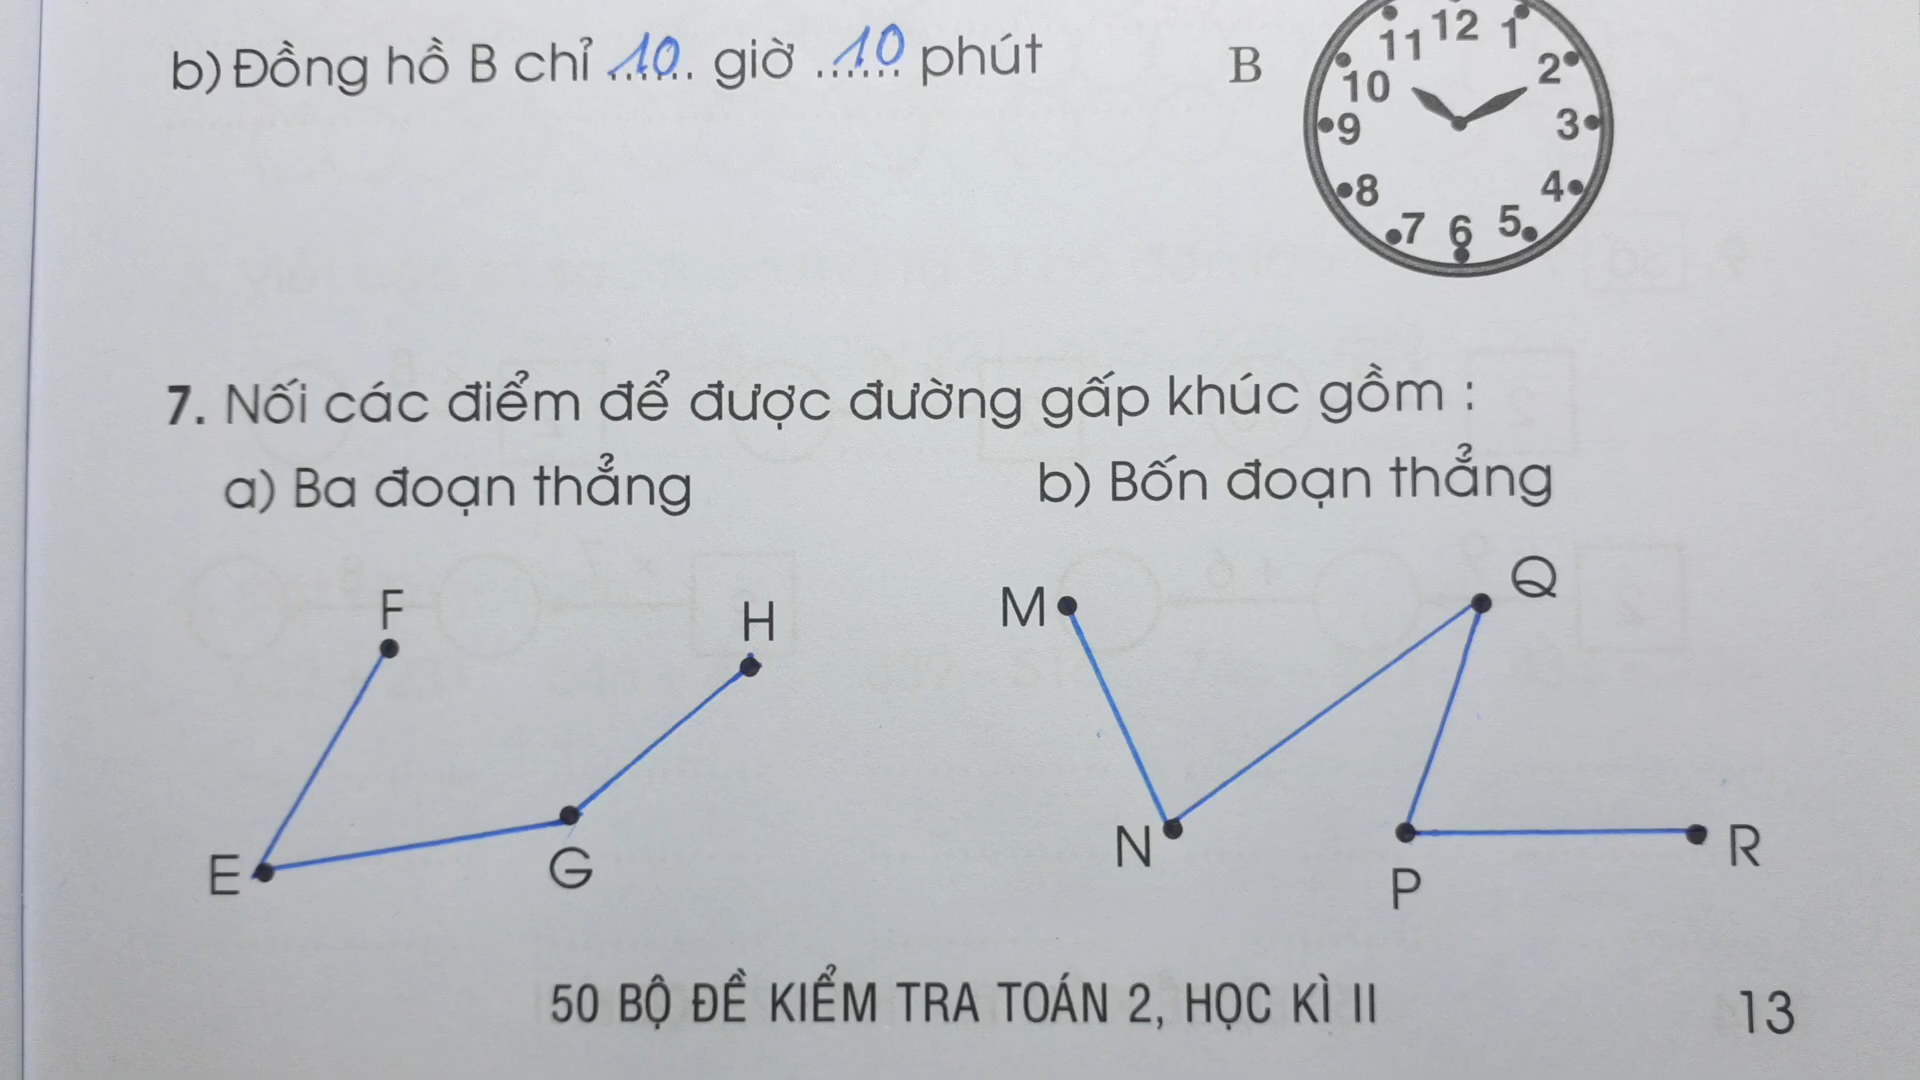 b) Đồng hồ B chỉ 10 giờ 10 phút
B
11 12 1
10 2
9 3
8 4
7 6 5
7. Nối các điểm để được đường gấp khúc gồm :
a) Ba đoạn thẳng
b) Bốn đoạn thẳng
F
H
E
G
M
Q
N
P
R
50 BỘ ĐỀ KIỂM TRA TOÁN 2, HỌC KÌ II
13